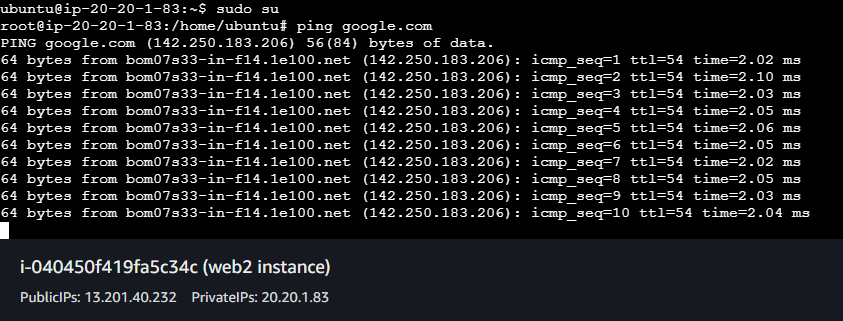 ubuntu@ip-20-20-1-83:~$ sudo su
root@ip-20-20-1-83:/home/ubuntu# ping google.com
PING google.com (142.250.183.206) 56(84) bytes of data.
64 bytes from bom07s33-in-f14.1e100.net (142.250.183.206): icmp_seq=1 ttl=54 time=2.02 ms
64 bytes from bom07s33-in-f14.1e100.net (142.250.183.206): icmp_seq=2 ttl=54 time=2.10 ms
64 bytes from bom07s33-in-f14.1e100.net (142.250.183.206): icmp_seq=3 ttl=54 time=2.03 ms
64 bytes from bom07s33-in-f14.1e100.net (142.250.183.206): icmp_seq=4 ttl=54 time=2.05 ms
64 bytes from bom07s33-in-f14.1e100.net (142.250.183.206): icmp_seq=5 ttl=54 time=2.06 ms
64 bytes from bom07s33-in-f14.1e100.net (142.250.183.206): icmp_seq=6 ttl=54 time=2.05 ms
64 bytes from bom07s33-in-f14.1e100.net (142.250.183.206): icmp_seq=7 ttl=54 time=2.02 ms
64 bytes from bom07s33-in-f14.1e100.net (142.250.183.206): icmp_seq=8 ttl=54 time=2.05 ms
64 bytes from bom07s33-in-f14.1e100.net (142.250.183.206): icmp_seq=9 ttl=54 time=2.03 ms
64 bytes from bom07s33-in-f14.1e100.net (142.250.183.206): icmp_seq=10 ttl=54 time=2.04 ms
i-040450f419fa5c34c (web2 instance)
PublicIPs: 13.201.40.232 PrivateIPs: 20.20.1.83